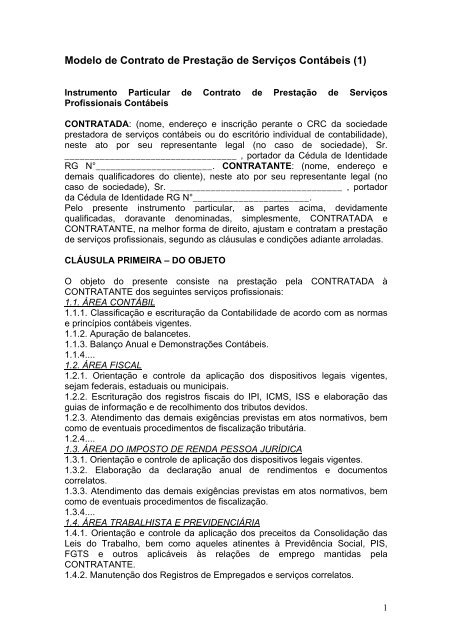 Modelo de Contrato de Prestação de Serviços Contábeis (1)
Instrumento Particular de Contrato de Prestação de Serviços
Profissionais Contábeis
CONTRATADA: (nome, endereço e inscrição perante o CRC da sociedade
prestadora de serviços contábeis ou do escritório individual de contabilidade),
neste ato por seu representante legal (no caso de sociedade), Sr.
___________________________________, portador da Cédula de Identidade
RG N°_______________________. CONTRATANTE: (nome, endereço e
demais qualificadores do cliente), neste ato por seu representante legal (no
caso de sociedade), Sr. __________________________________ , portador
da Cédula de Identidade RG N°_______________________.
Pelo presente instrumento particular, as partes acima, devidamente
qualificadas, doravante denominadas, simplesmente, CONTRATADA e
CONTRATANTE, na melhor forma de direito, ajustam e contratam a prestação
de serviços profissionais, segundo as cláusulas e condições adiante arroladas.
CLÁUSULA PRIMEIRA – DO OBJETO
O objeto do presente consiste na prestação pela CONTRATADA à
CONTRATANTE dos seguintes serviços profissionais:
1.1. ÁREA CONTÁBIL
1.1.1. Classificação e escrituração da Contabilidade de acordo com as normas
e princípios contábeis vigentes.
1.1.2. Apuração de balancetes.
1.1.3. Balanço Anual e Demonstrações Contábeis.
1.1.4....
1.2. ÁREA FISCAL
1.2.1. Orientação e controle da aplicação dos dispositivos legais vigentes,
sejam federais, estaduais ou municipais.
1.2.2. Escrituração dos registros fiscais do IPI, ICMS, ISS e elaboração das
guias de informação e de recolhimento dos tributos devidos.
1.2.3. Atendimento das demais exigências previstas em atos normativos, bem
como de eventuais procedimentos de fiscalização tributária.
1.2.4....
1.3. ÁREA DO IMPOSTO DE RENDA PESSOA JURÍDICA
1.3.1. Orientação e controle de aplicação dos dispositivos legais vigentes.
1.3.2. Elaboração da declaração anual de rendimentos e documentos
correlatos.
1.3.3. Atendimento das demais exigências previstas em atos normativos, bem
como de eventuais procedimentos de fiscalização.
1.3.4....
1.4. ÁREA TRABALHISTA E PREVIDENCIÁRIA
1.4.1. Orientação e controle da aplicação dos preceitos da Consolidação das
Leis do Trabalho, bem como aqueles atinentes à Previdência Social, PIS,
FGTS e outros aplicáveis às relações de emprego mantidas pela
CONTRATANTE.
1.4.2. Manutenção dos Registros de Empregados e serviços correlatos.
1